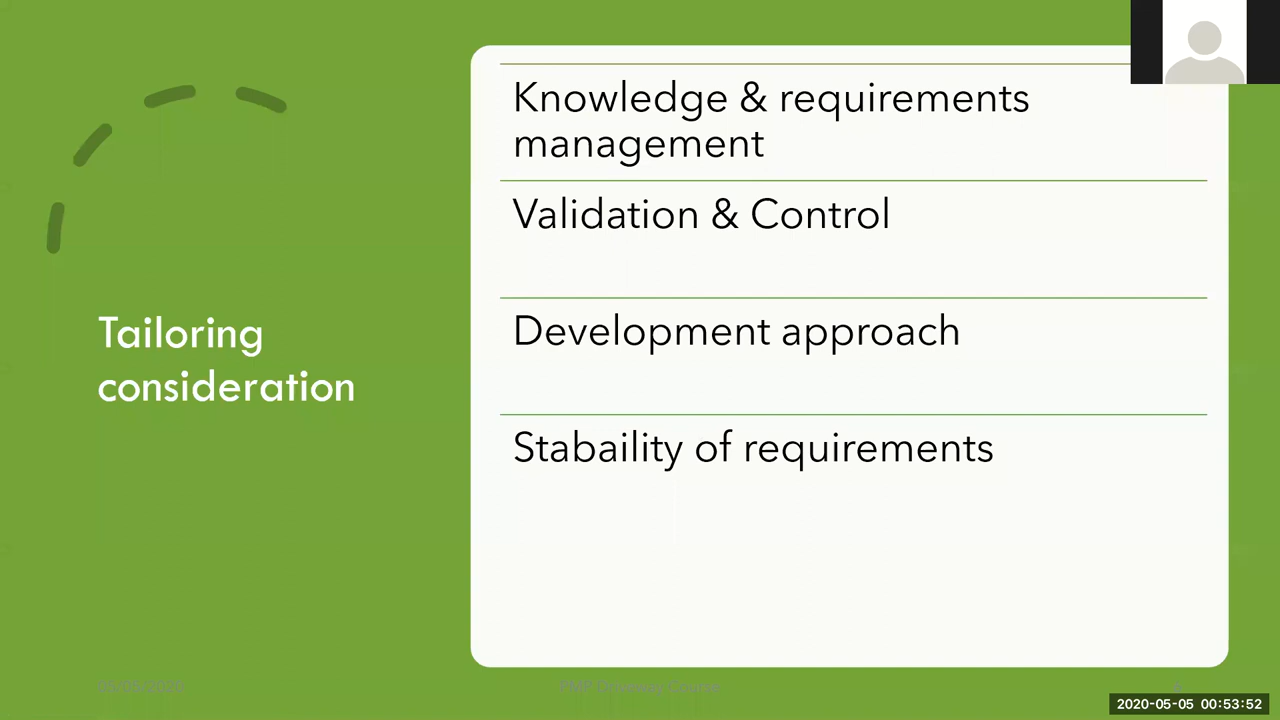 Knowledge & requirements
management
Validation & Control
Development approach
Stabaility of requirements
Tailoring
consideration
2020-05-05 00:53:52